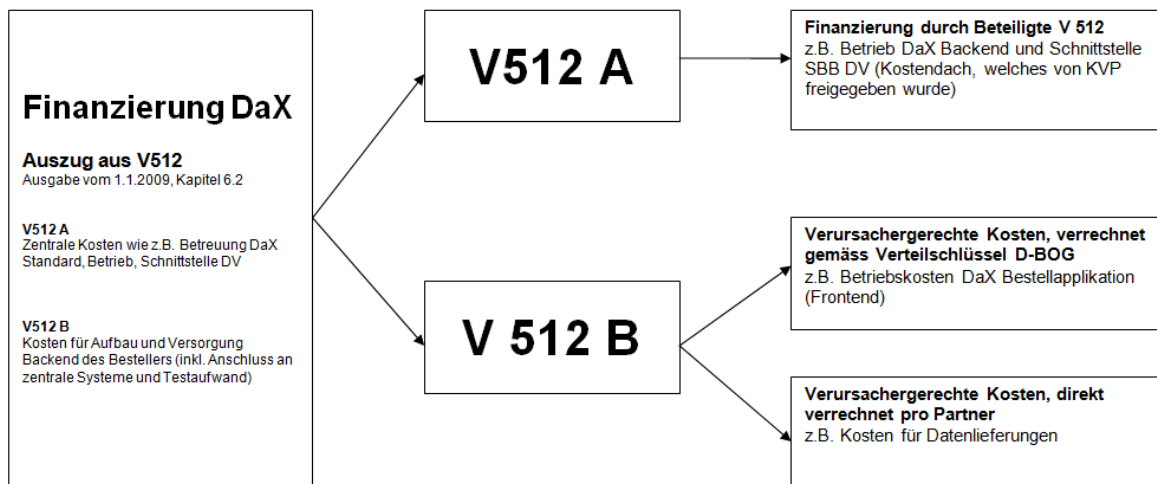 Finanzierung DaX
Auszug aus V512
Ausgabe vom 1.1.2009, Kapitel 6.2
V512 A
Zentrale Kosten wie z.B. Betreuung DaX
Standard, Betrieb, Schnittstelle DV
V512 B
Kosten für Aufbau und Versorgung
Backend des Bestellers (inkl. Anschluss an
zentrale Systeme und Testaufwand)
V512 A
V 512 B
Finanzierung durch Beteiligte V 512
z.B. Betrieb DaX Backend und Schnittstelle
SBB DV (Kostendach, welches von KVP
freigegeben wurde)
Verursachergerechte Kosten, verrechnet
gemäss Verteilschlüssel D-BOG
z.B. Betriebskosten DaX Bestellapplikation
(Frontend)
Verursachergerechte Kosten, direkt
verrechnet pro Partner
z.B. Kosten für Datenlieferungen